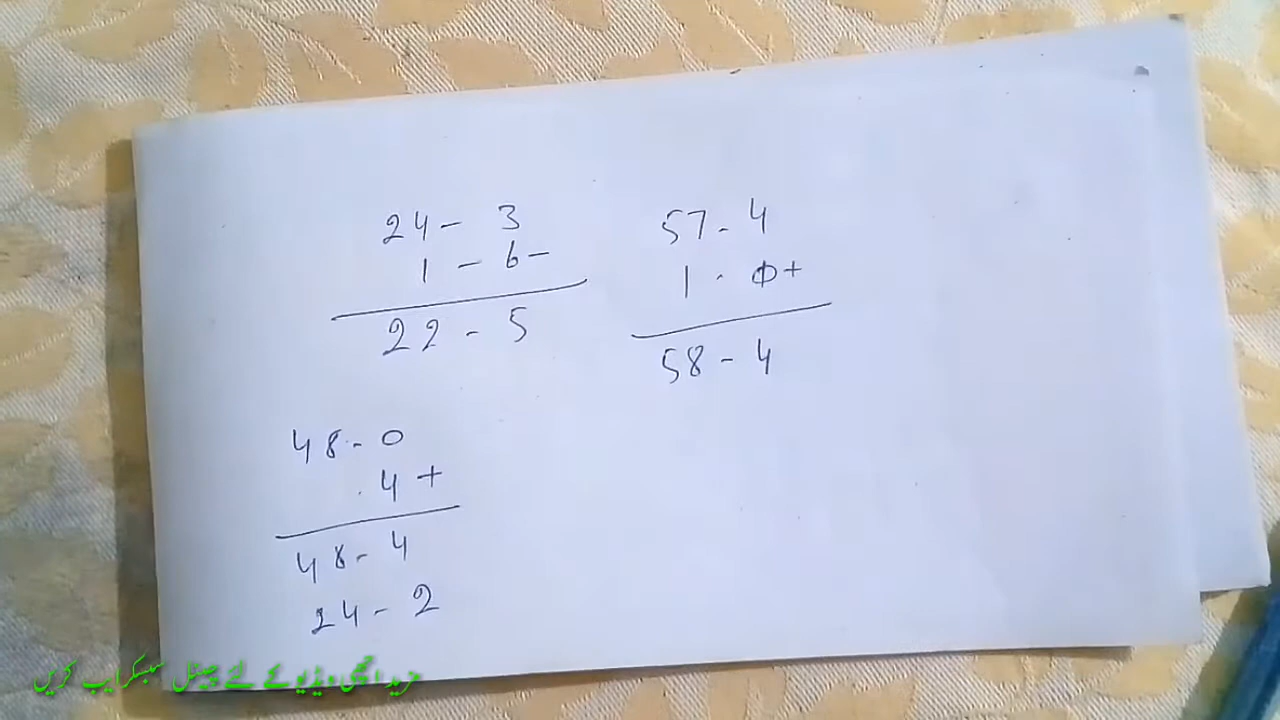 24 - 3
1 - 6 -
22 - 5
57 - 4
1 . 0 +
58 - 4
48 - 0
. 4 +
48 - 4
24 - 2
مزید اچھی ویڈیو کے لئے چینل سبسکرایب کریں